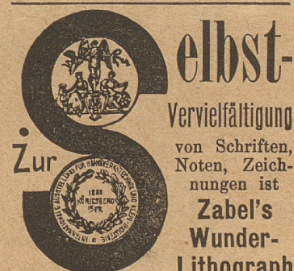 Zur
Selbst-
Vervielfältigung
von Schriften,
Noten, Zeich-
nungen ist
Zabel's
Wunder-
Lithograph